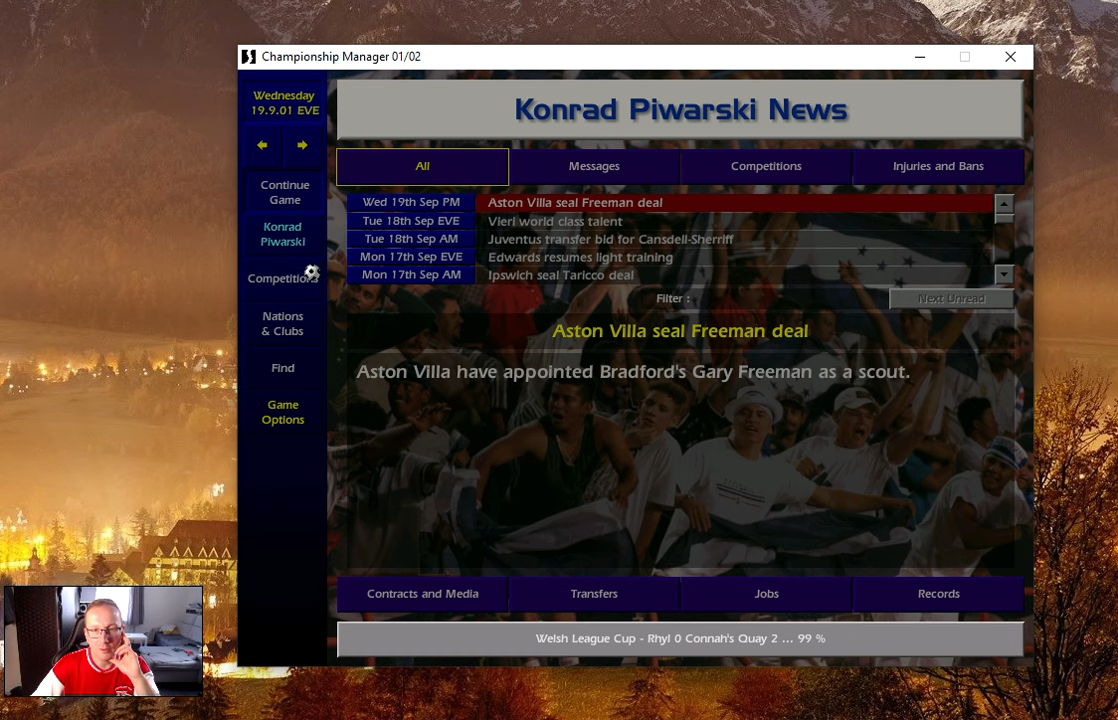 Championship Manager 01/02
Wednesday
19.9.01 EVE
Continue
Game
Konrad
Piwarski
Competitions
Nations
& Clubs
Find
Game
Options
Konrad Piwarski News
All
Messages
Competitions
Injuries and Bans
Wed 19th Sep PM Aston Villa seal Freeman deal
Tue 18th Sep EVE Vieri world class talent
Tue 18th Sep AM Juventus transfer bid for Cansdell-Sherriff
Mon 17th Sep EVE Edwards resumes light training
Mon 17th Sep AM Ipswich seal Taricco deal
Filter :
Next Unread
Aston Villa seal Freeman deal
Aston Villa have appointed Bradford's Gary Freeman as a scout.
Contracts and Media
Transfers
Jobs
Records
Welsh League Cup - Rhyl 0 Connah's Quay 2 ... 99 %